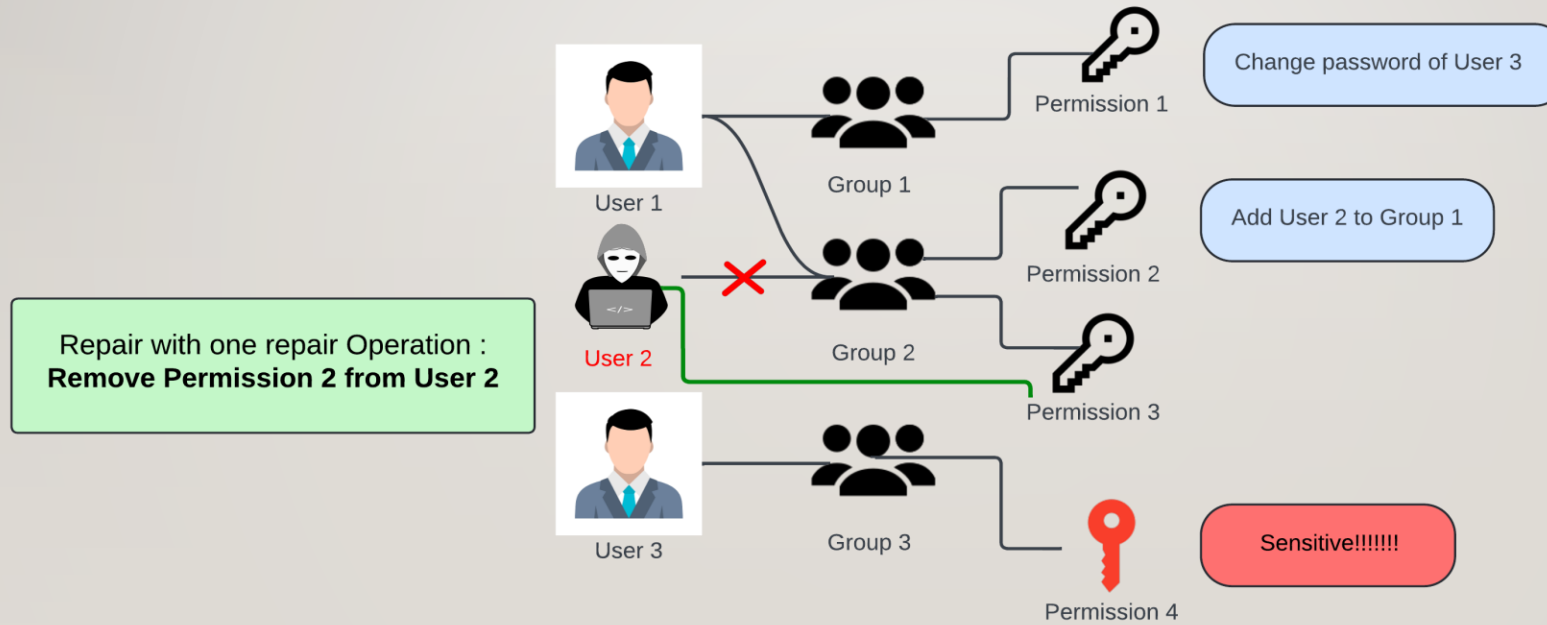 Change password of User 3
Permission 1
Group 1
User 1
Add User 2 to Group 1
Permission 2
</>
Repair with one repair Operation :
Remove Permission 2 from User 2
User 2
Group 2
Permission 3
User 3
Group 3
Sensitive!!!!!!!
Permission 4